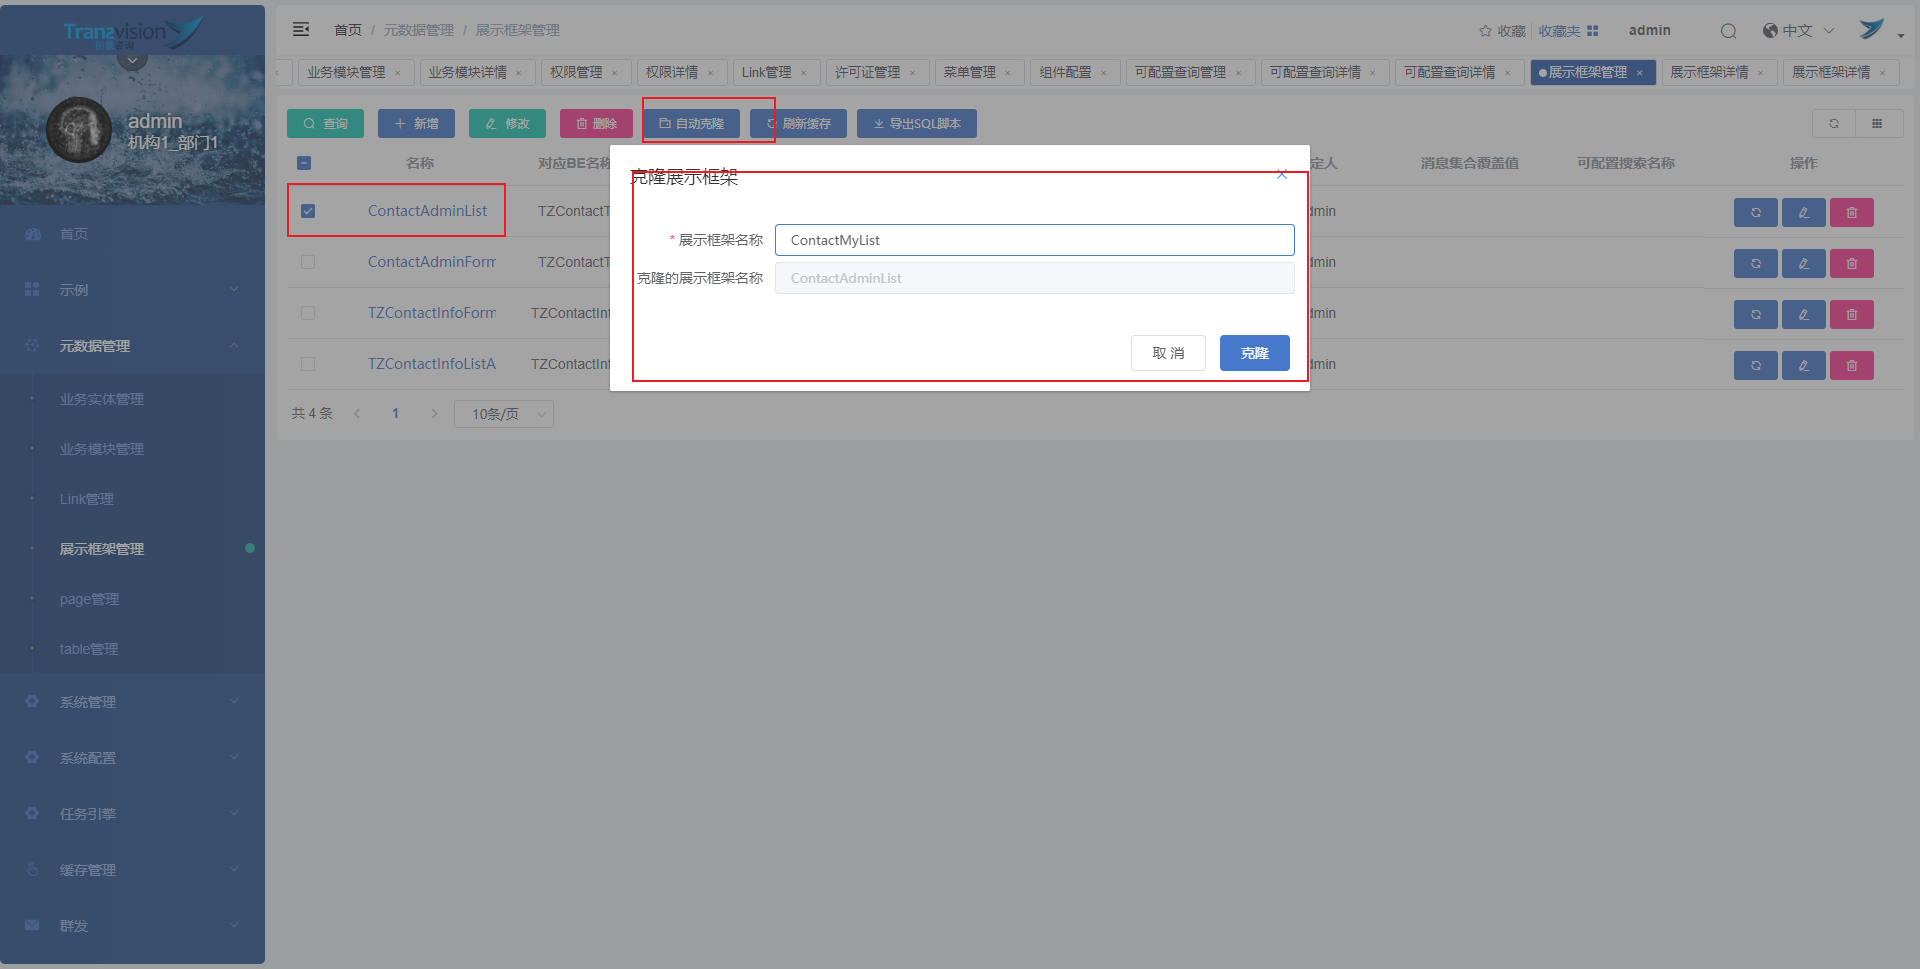 Transvision
创景咨询
首页 / 元数据管理 / 展示框架管理
收藏 收藏夹 admin 中文
业务模块管理 × 业务模块详情 × 权限管理 × 权限详情 × Link管理 × 许可证管理 × 菜单管理 × 组件配置 × 可配置查询管理 × 可配置查询详情 × 可配置查询详情 × 展示框架管理 × 展示框架详情 × 展示框架详情 ×
admin
机构1_部门1
首页
示例
元数据管理
业务实体管理
业务模块管理
Link管理
展示框架管理
page管理
table管理
系统管理
系统配置
任务引擎
缓存管理
群发
查询 新增 修改 删除 自动克隆 刷新缓存 导出SQL脚本
名称 对应BE名称 定人 消息集合覆盖值 可配置搜索名称 操作
ContactAdminList TZContactT dmin
ContactAdminForm TZContactT dmin
TZContactInfoForm TZContactInf dmin
TZContactInfoListA TZContactInf dmin
共 4 条 1 10条/页
克隆展示框架
* 展示框架名称 ContactMyList
克隆的展示框架名称 ContactAdminList
取 消 克隆